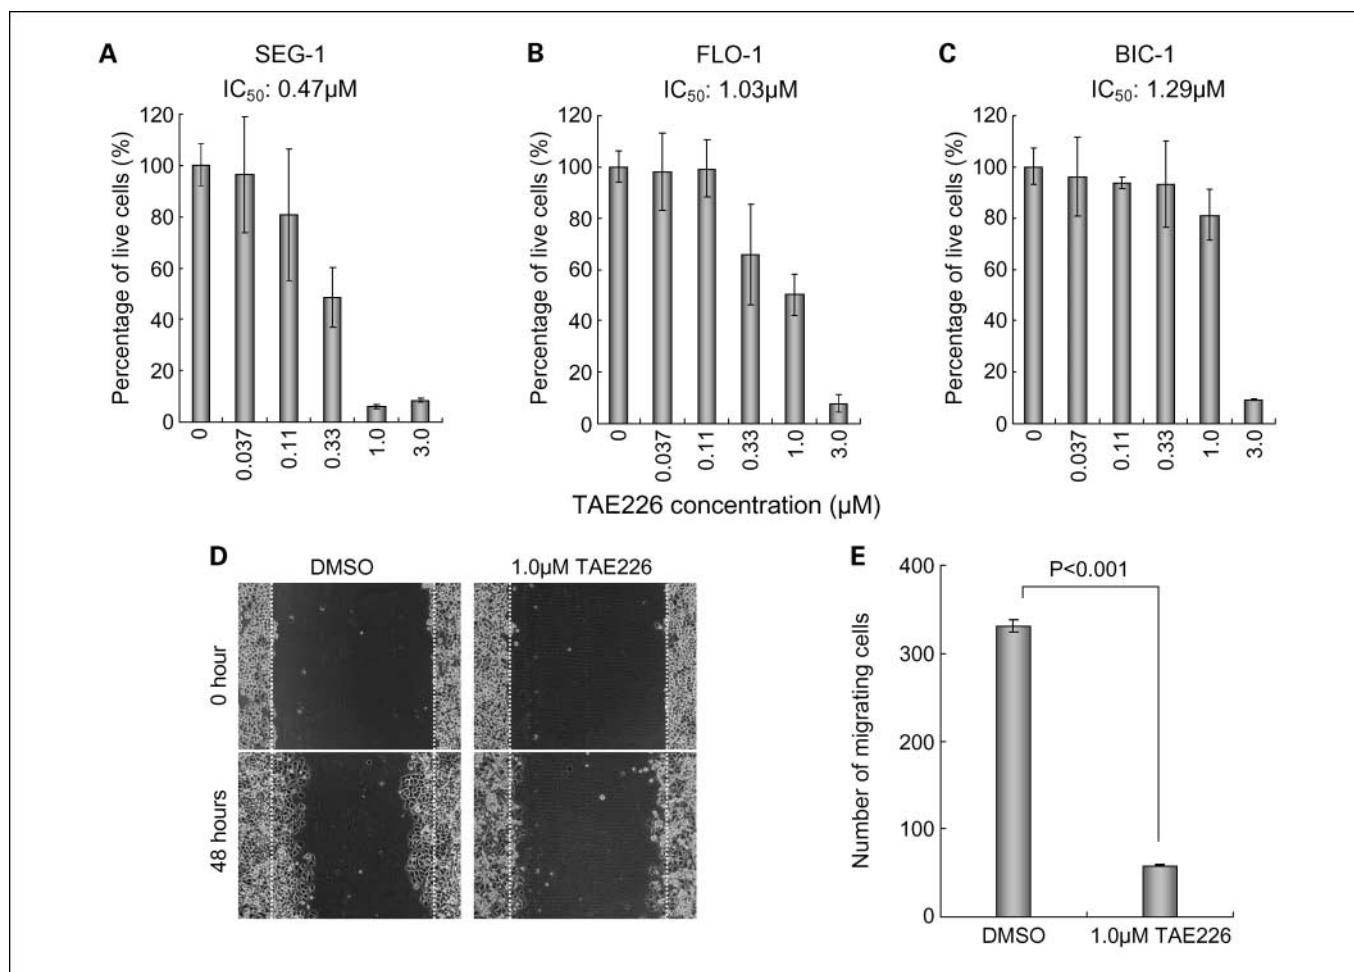 A
SEG-1
IC50: 0.47μM
Percentage of live cells (%)
120
100
80
60
40
20
0
0
0.037
0.11
0.33
1.0
3.0
B
FLO-1
IC50: 1.03μM
Percentage of live cells (%)
120
100
80
60
40
20
0
0
0.037
0.11
0.33
1.0
3.0
C
BIC-1
IC50: 1.29μM
Percentage of live cells (%)
120
100
80
60
40
20
0
0
0.037
0.11
0.33
1.0
3.0
TAE226 concentration (μM)
D
DMSO
1.0μM TAE226
0 hour
48 hours
E
P<0.001
Number of migrating cells
400
300
200
100
0
DMSO
1.0μM TAE226